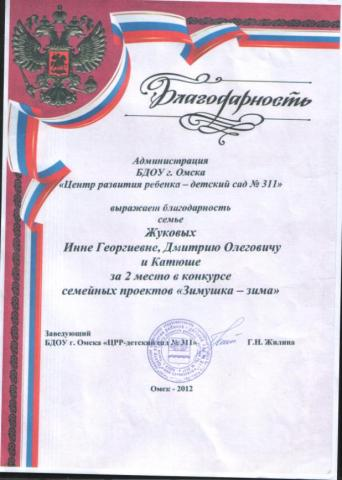 Благодарность
Администрация
БДОУ г. Омска
«Центр развития ребенка – детский сад № 311»
выражает благодарность
семье
Жуковых
Инне Георгиевне, Дмитрию Олеговичу
и Катюше
за 2 место в конкурсе
семейных проектов «Зимушка – зима»
Заведующий
БДОУ г. Омска «ЦРР-детский сад № 311» Г.Н. Жилина
Омск - 2012